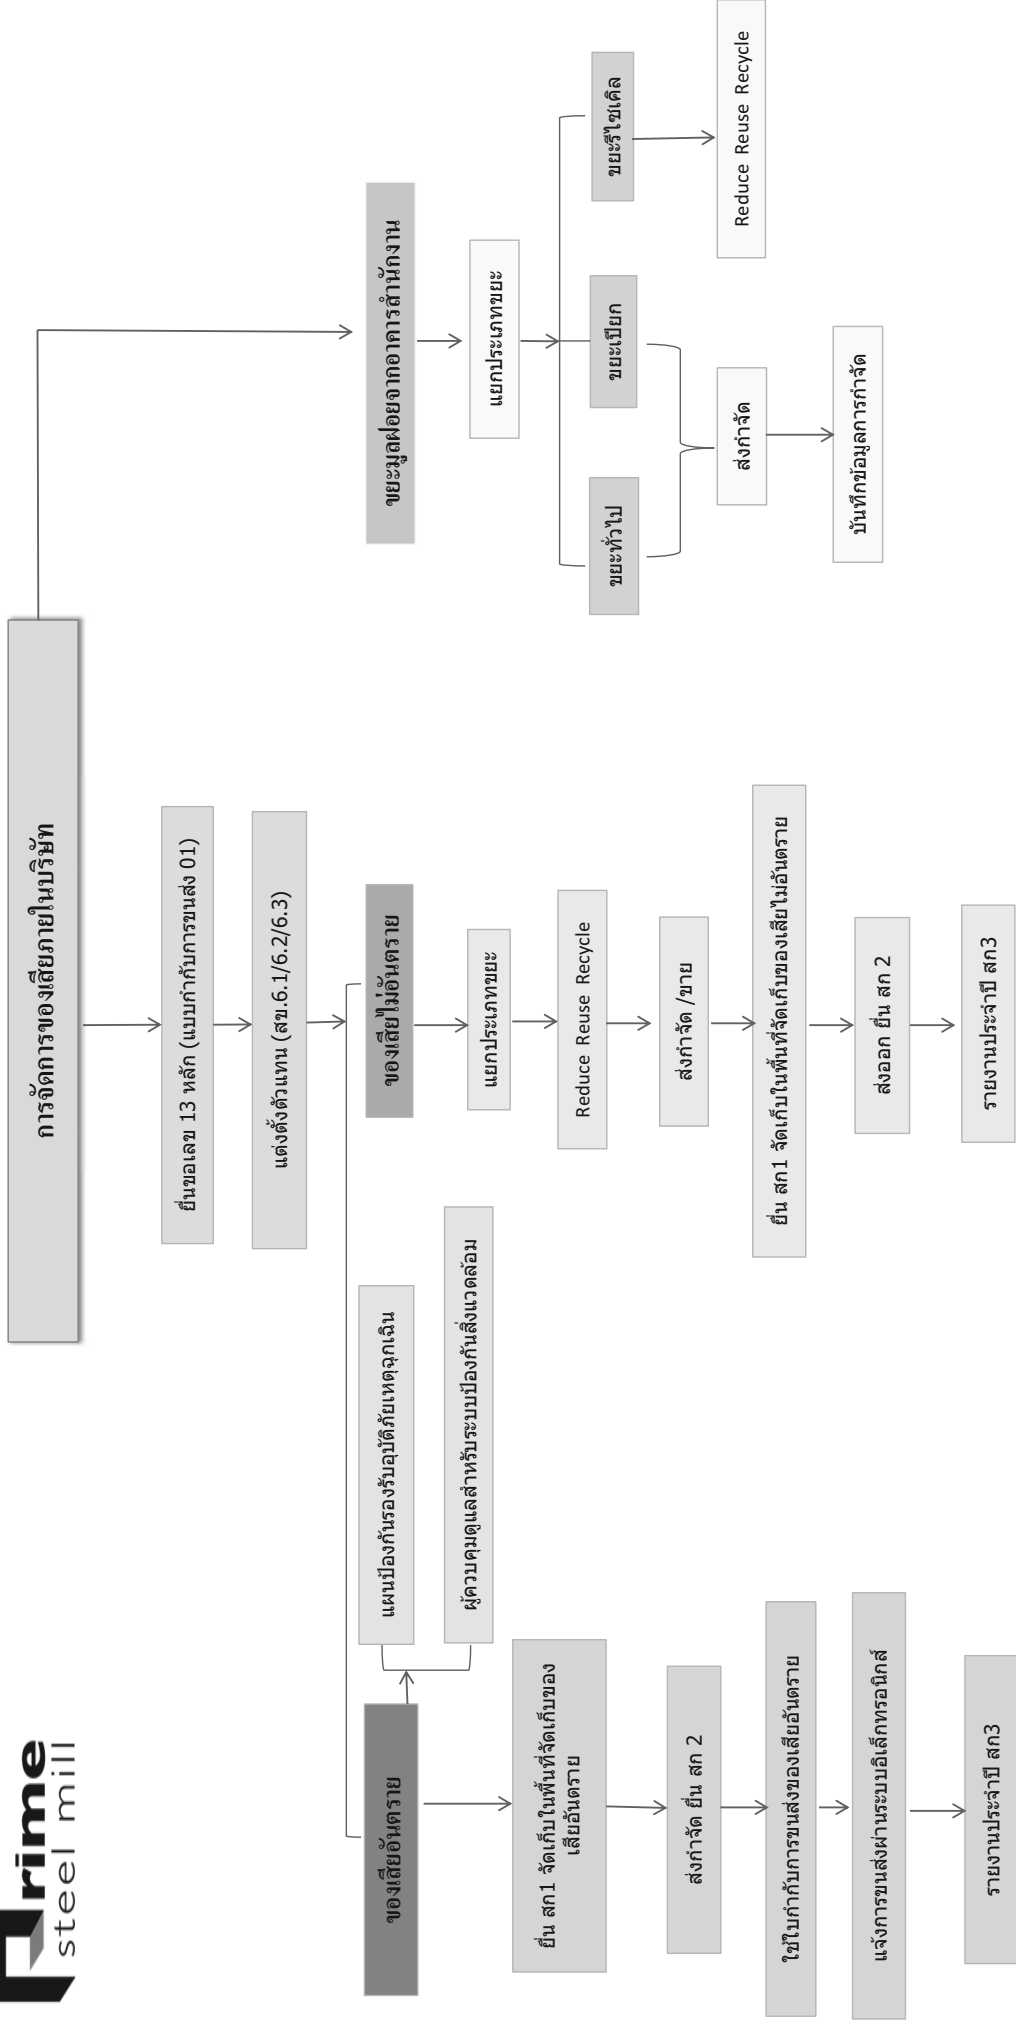 Prime
steel mill
การจัดการของเสียภายในบริษัท
ยื่นขอเลข 13 หลัก (แบบกำกับการขนส่ง 01)
แต่งตั้งตัวแทน (สข.6.1/6.2/6.3)
ของเสียอันตราย
แผนป้องกันรองรับอุบัติภัยเหตุฉุกเฉิน
ผู้ควบคุมดูแลสำหรับระบบป้องกันสิ่งแวดล้อม
ยื่น สก1 จัดเก็บในพื้นที่จัดเก็บของ
เสียอันตราย
ส่งกำจัด ยื่น สก 2
ใช้ใบกำกับการขนส่งของเสียอันตราย
แจ้งการขนส่งผ่านระบบอิเล็กทรอนิกส์
รายงานประจำปี สก3
ของเสียไม่อันตราย
แยกประเภทขยะ
Reduce Reuse Recycle
ส่งกำจัด /ขาย
ยื่น สก1 จัดเก็บในพื้นที่จัดเก็บของเสียไม่อันตราย
ส่งออก ยื่น สก 2
รายงานประจำปี สก3
ขยะมูลฝอยจากอาคารสำนักงาน
แยกประเภทขยะ
ขยะทั่วไป
ขยะเปียก
ขยะรีไซเคิล
ส่งกำจัด
Reduce Reuse Recycle
บันทึกข้อมูลการกำจัด